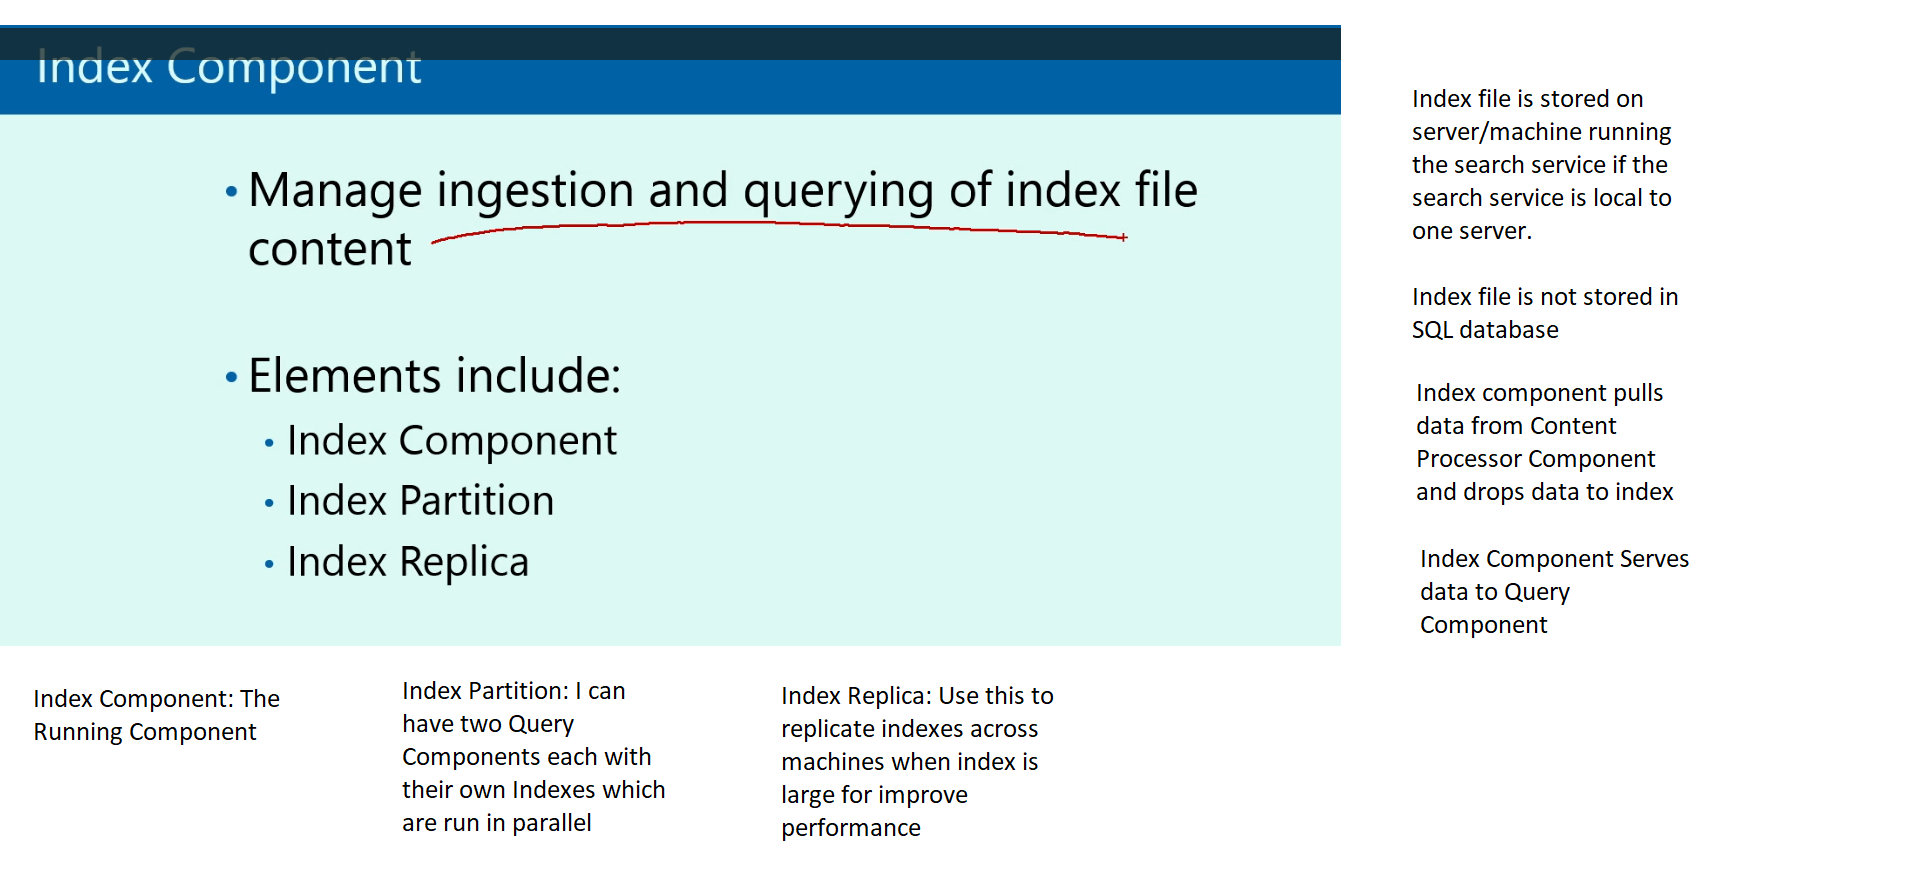 Index Component
• Manage ingestion and querying of index file
content
• Elements include:
• Index Component
• Index Partition
• Index Replica
Index file is stored on
server/machine running
the search service if the
search service is local to
one server.
Index file is not stored in
SQL database
Index component pulls
data from Content
Processor Component
and drops data to index
Index Component Serves
data to Query
Component
Index Component: The
Running Component
Index Partition: I can
have two Query
Components each with
their own Indexes which
are run in parallel
Index Replica: Use this to
replicate indexes across
machines when index is
large for improve
performance